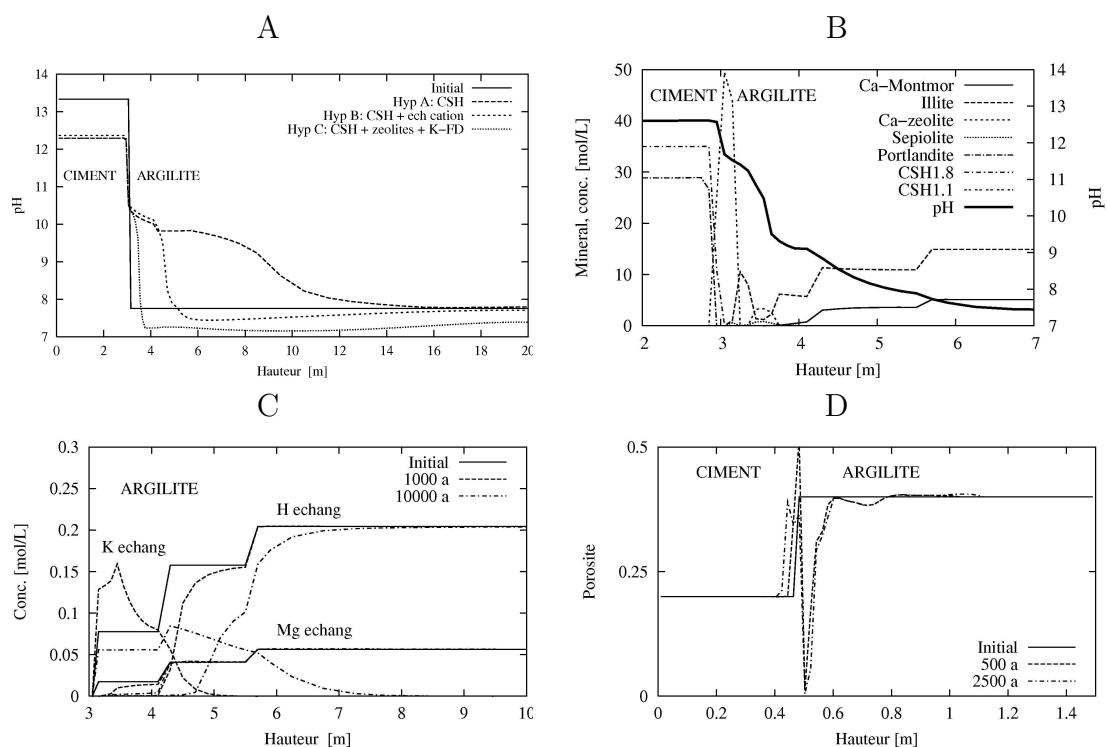 A
14
13
12
11
10
9
8
7
pH
Initial
Hyp A: CSH
Hyp B: CSH + ech cation
Hyp C: CSH + zeolites + K-FD
CIMENT
ARGILITE
0 2 4 6 8 10 12 14 16 18 20
Hauteur [m]
B
50
40
30
20
10
0
Mineral, conc. [mol/L]
CIMENT
ARGILITE
Ca-Montmor
Illite
Ca-zeolite
Sepiolite
Portlandite
CSH1.8
CSH1.1
pH
14
13
12
11
10
9
8
7
pH
2 3 4 5 6 7
Hauteur [m]
C
0.3
0.25
0.2
0.15
0.1
0.05
0
Conc. [mol/L]
ARGILITE
Initial
1000 a
10000 a
H echang
K echang
Mg echang
3 4 5 6 7 8 9 10
Hauteur [m]
D
0.5
0.25
0
Porosite
CIMENT
ARGILITE
Initial
500 a
2500 a
0 0.2 0.4 0.6 0.8 1 1.2 1.4
Hauteur [m]